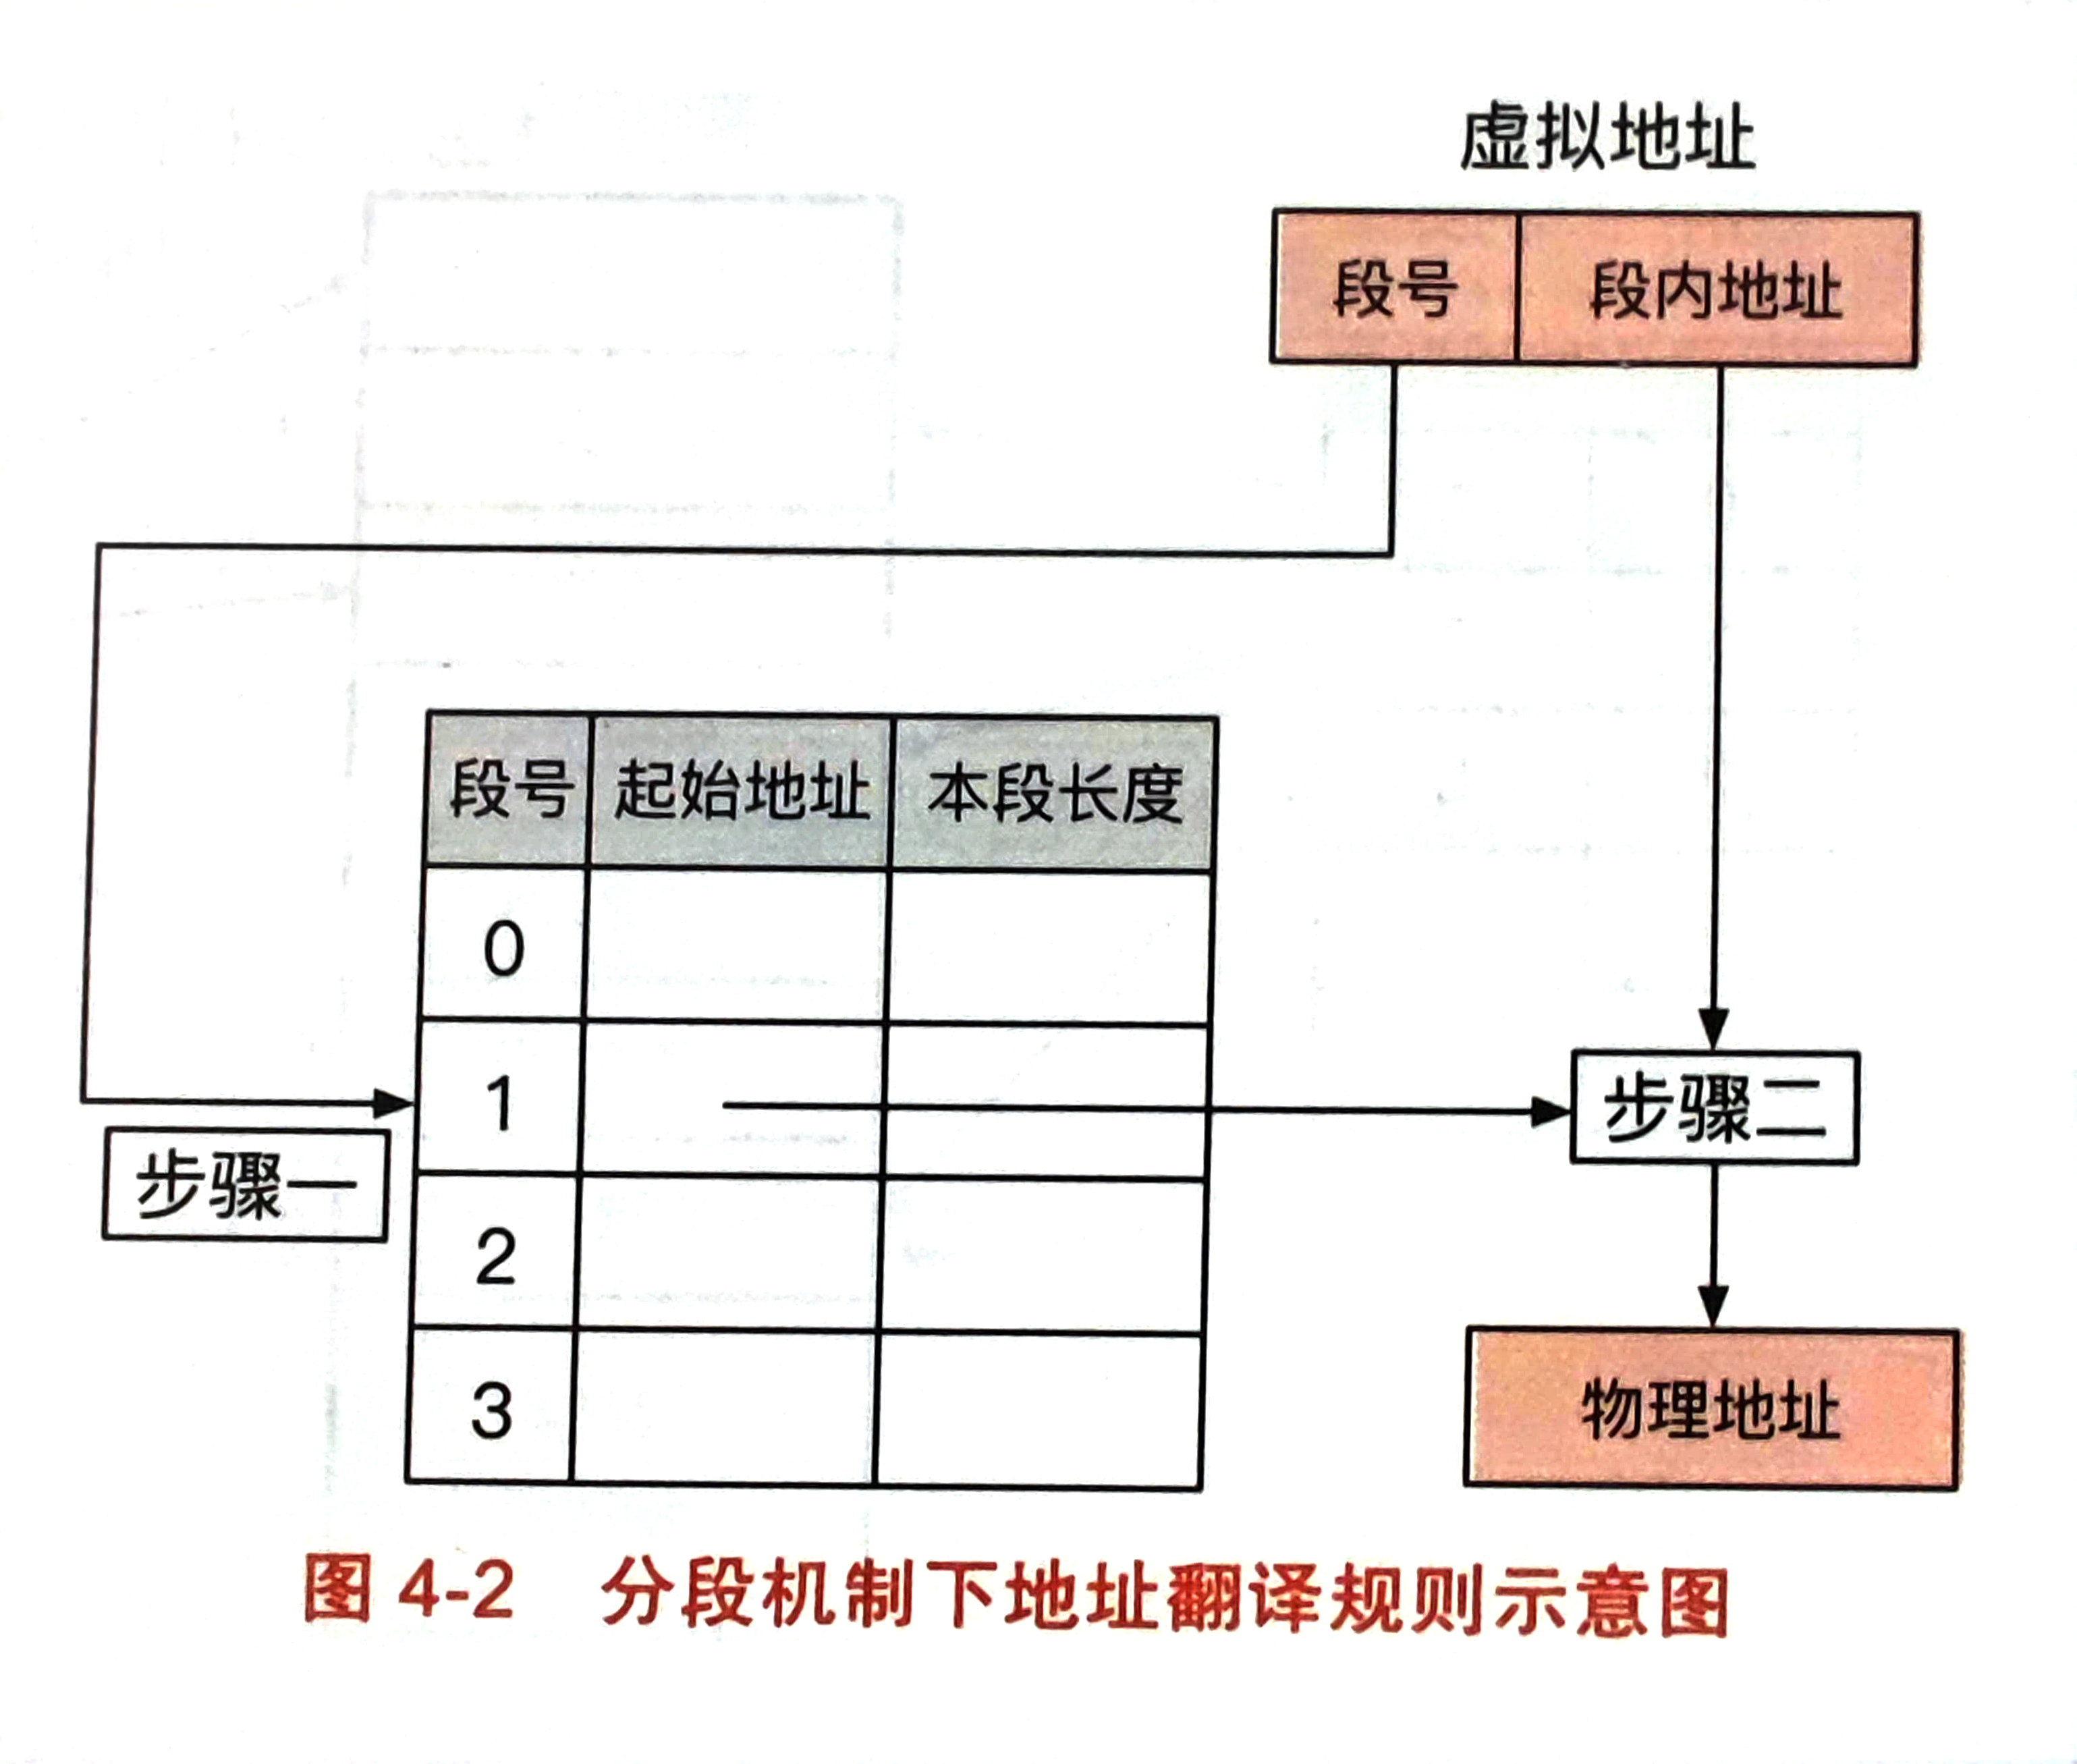 虚拟地址
段号 段内地址
段号 起始地址 本段长度
0
1
步骤二
步骤一
2
3
物理地址
图 4-2 分段机制下地址翻译规则示意图